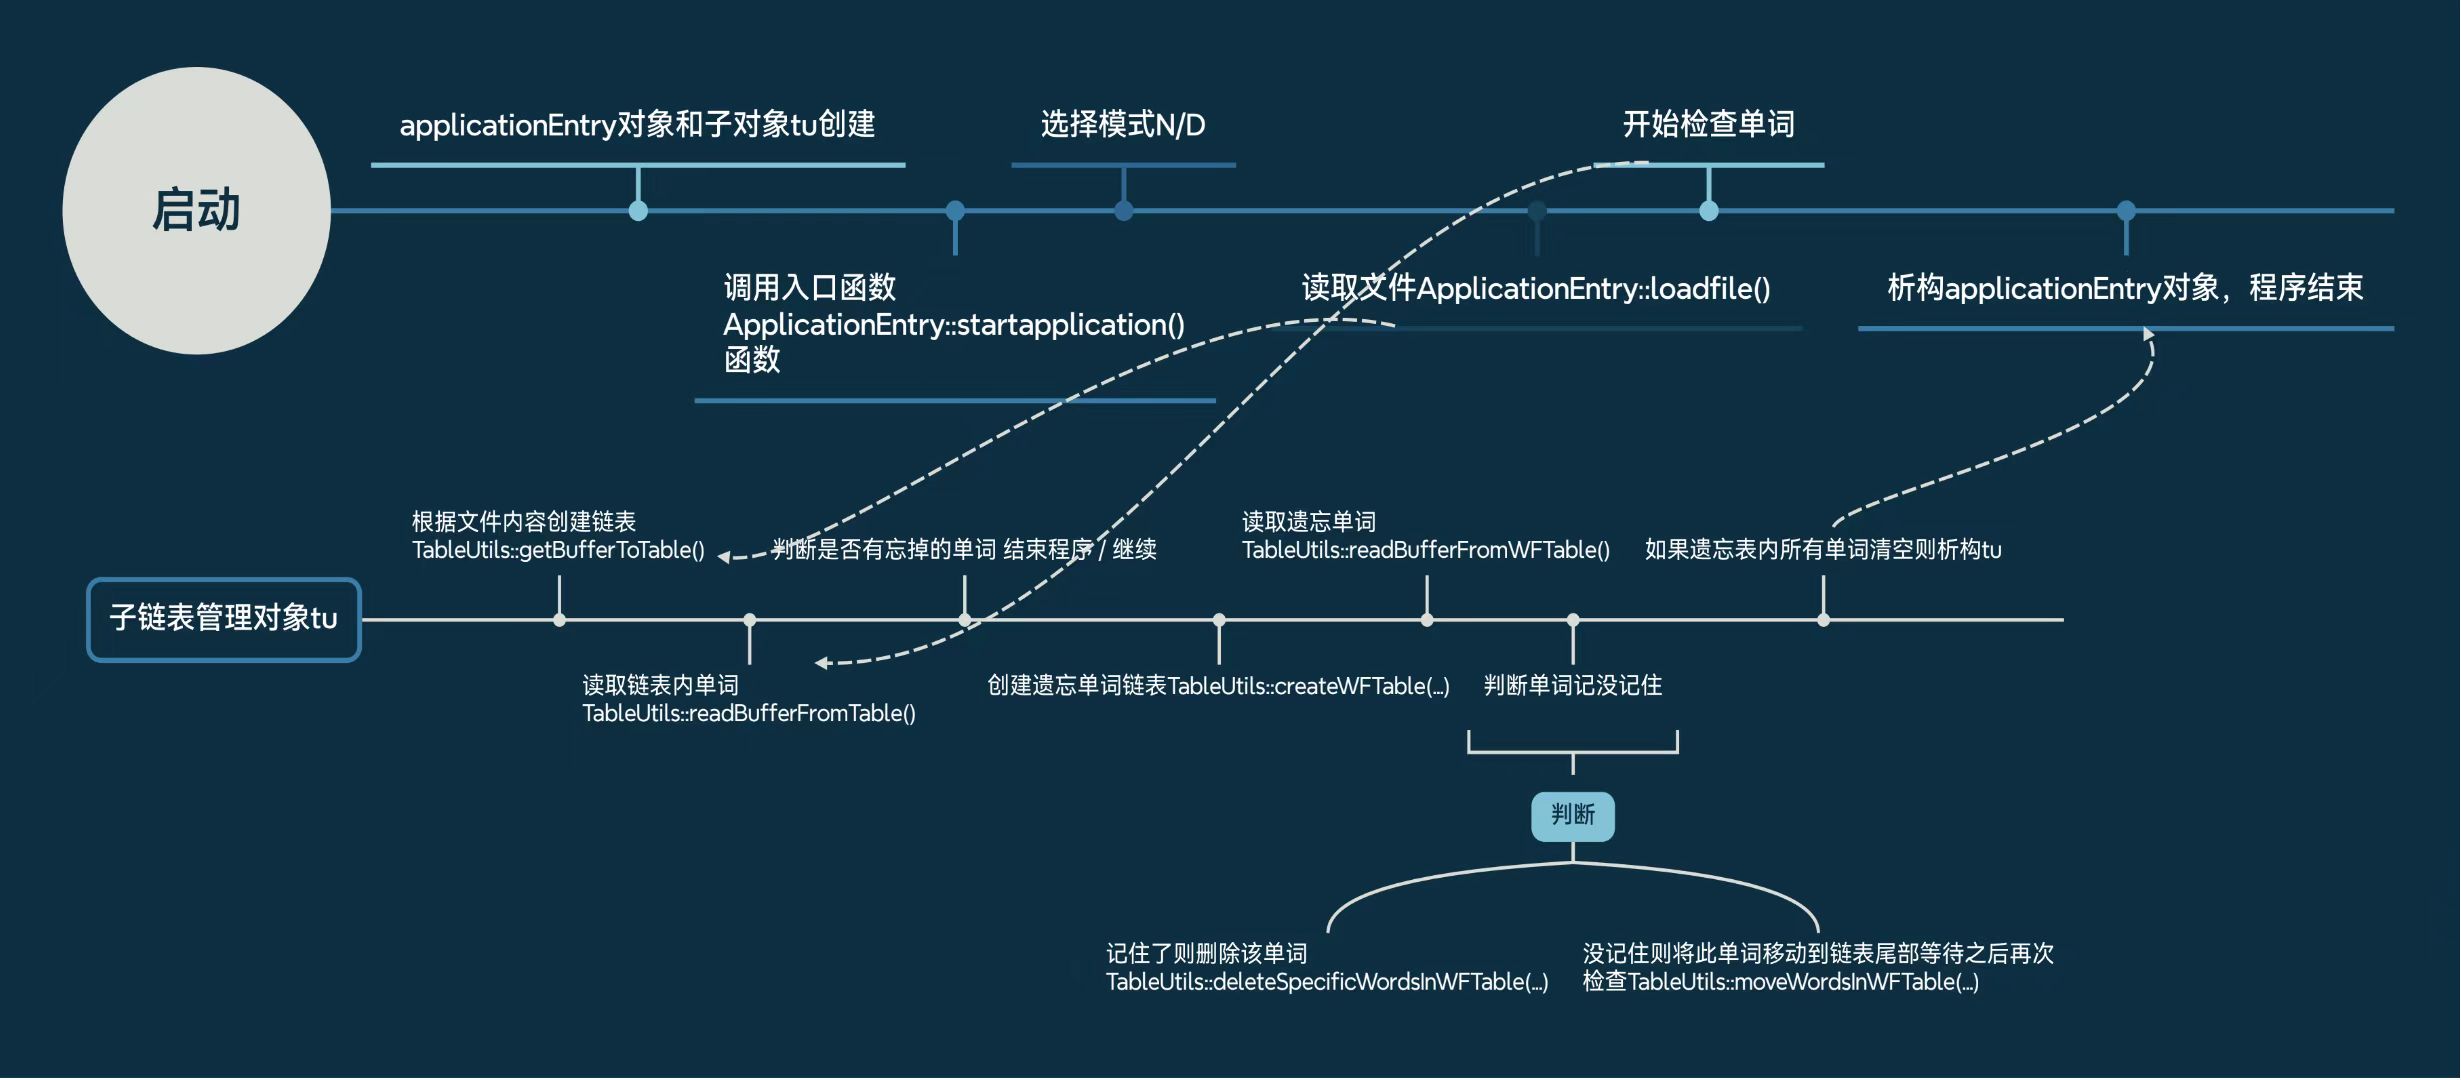 启动
applicationEntry对象和子对象tu创建
选择模式N/D
开始检查单词
调用入口函数
ApplicationEntry::startapplication()
函数
读取文件ApplicationEntry::loadfile()
析构applicationEntry对象，程序结束
子链表管理对象tu
根据文件内容创建链表
TableUtils::getBufferToTable()
判断是否有忘掉的单词 结束程序 / 继续
读取遗忘单词
TableUtils::readBufferFromWFTable()
如果遗忘表内所有单词清空则析构tu
读取链表内单词
TableUtils::readBufferFromTable()
创建遗忘单词链表TableUtils::createWFTable(...)
判断单词记没记住
判断
记住了则删除该单词
TableUtils::deleteSpecificWordsInWFTable(...)
没记住则将此单词移动到链表尾部等待之后再次
检查TableUtils::moveWordsInWFTable(...)